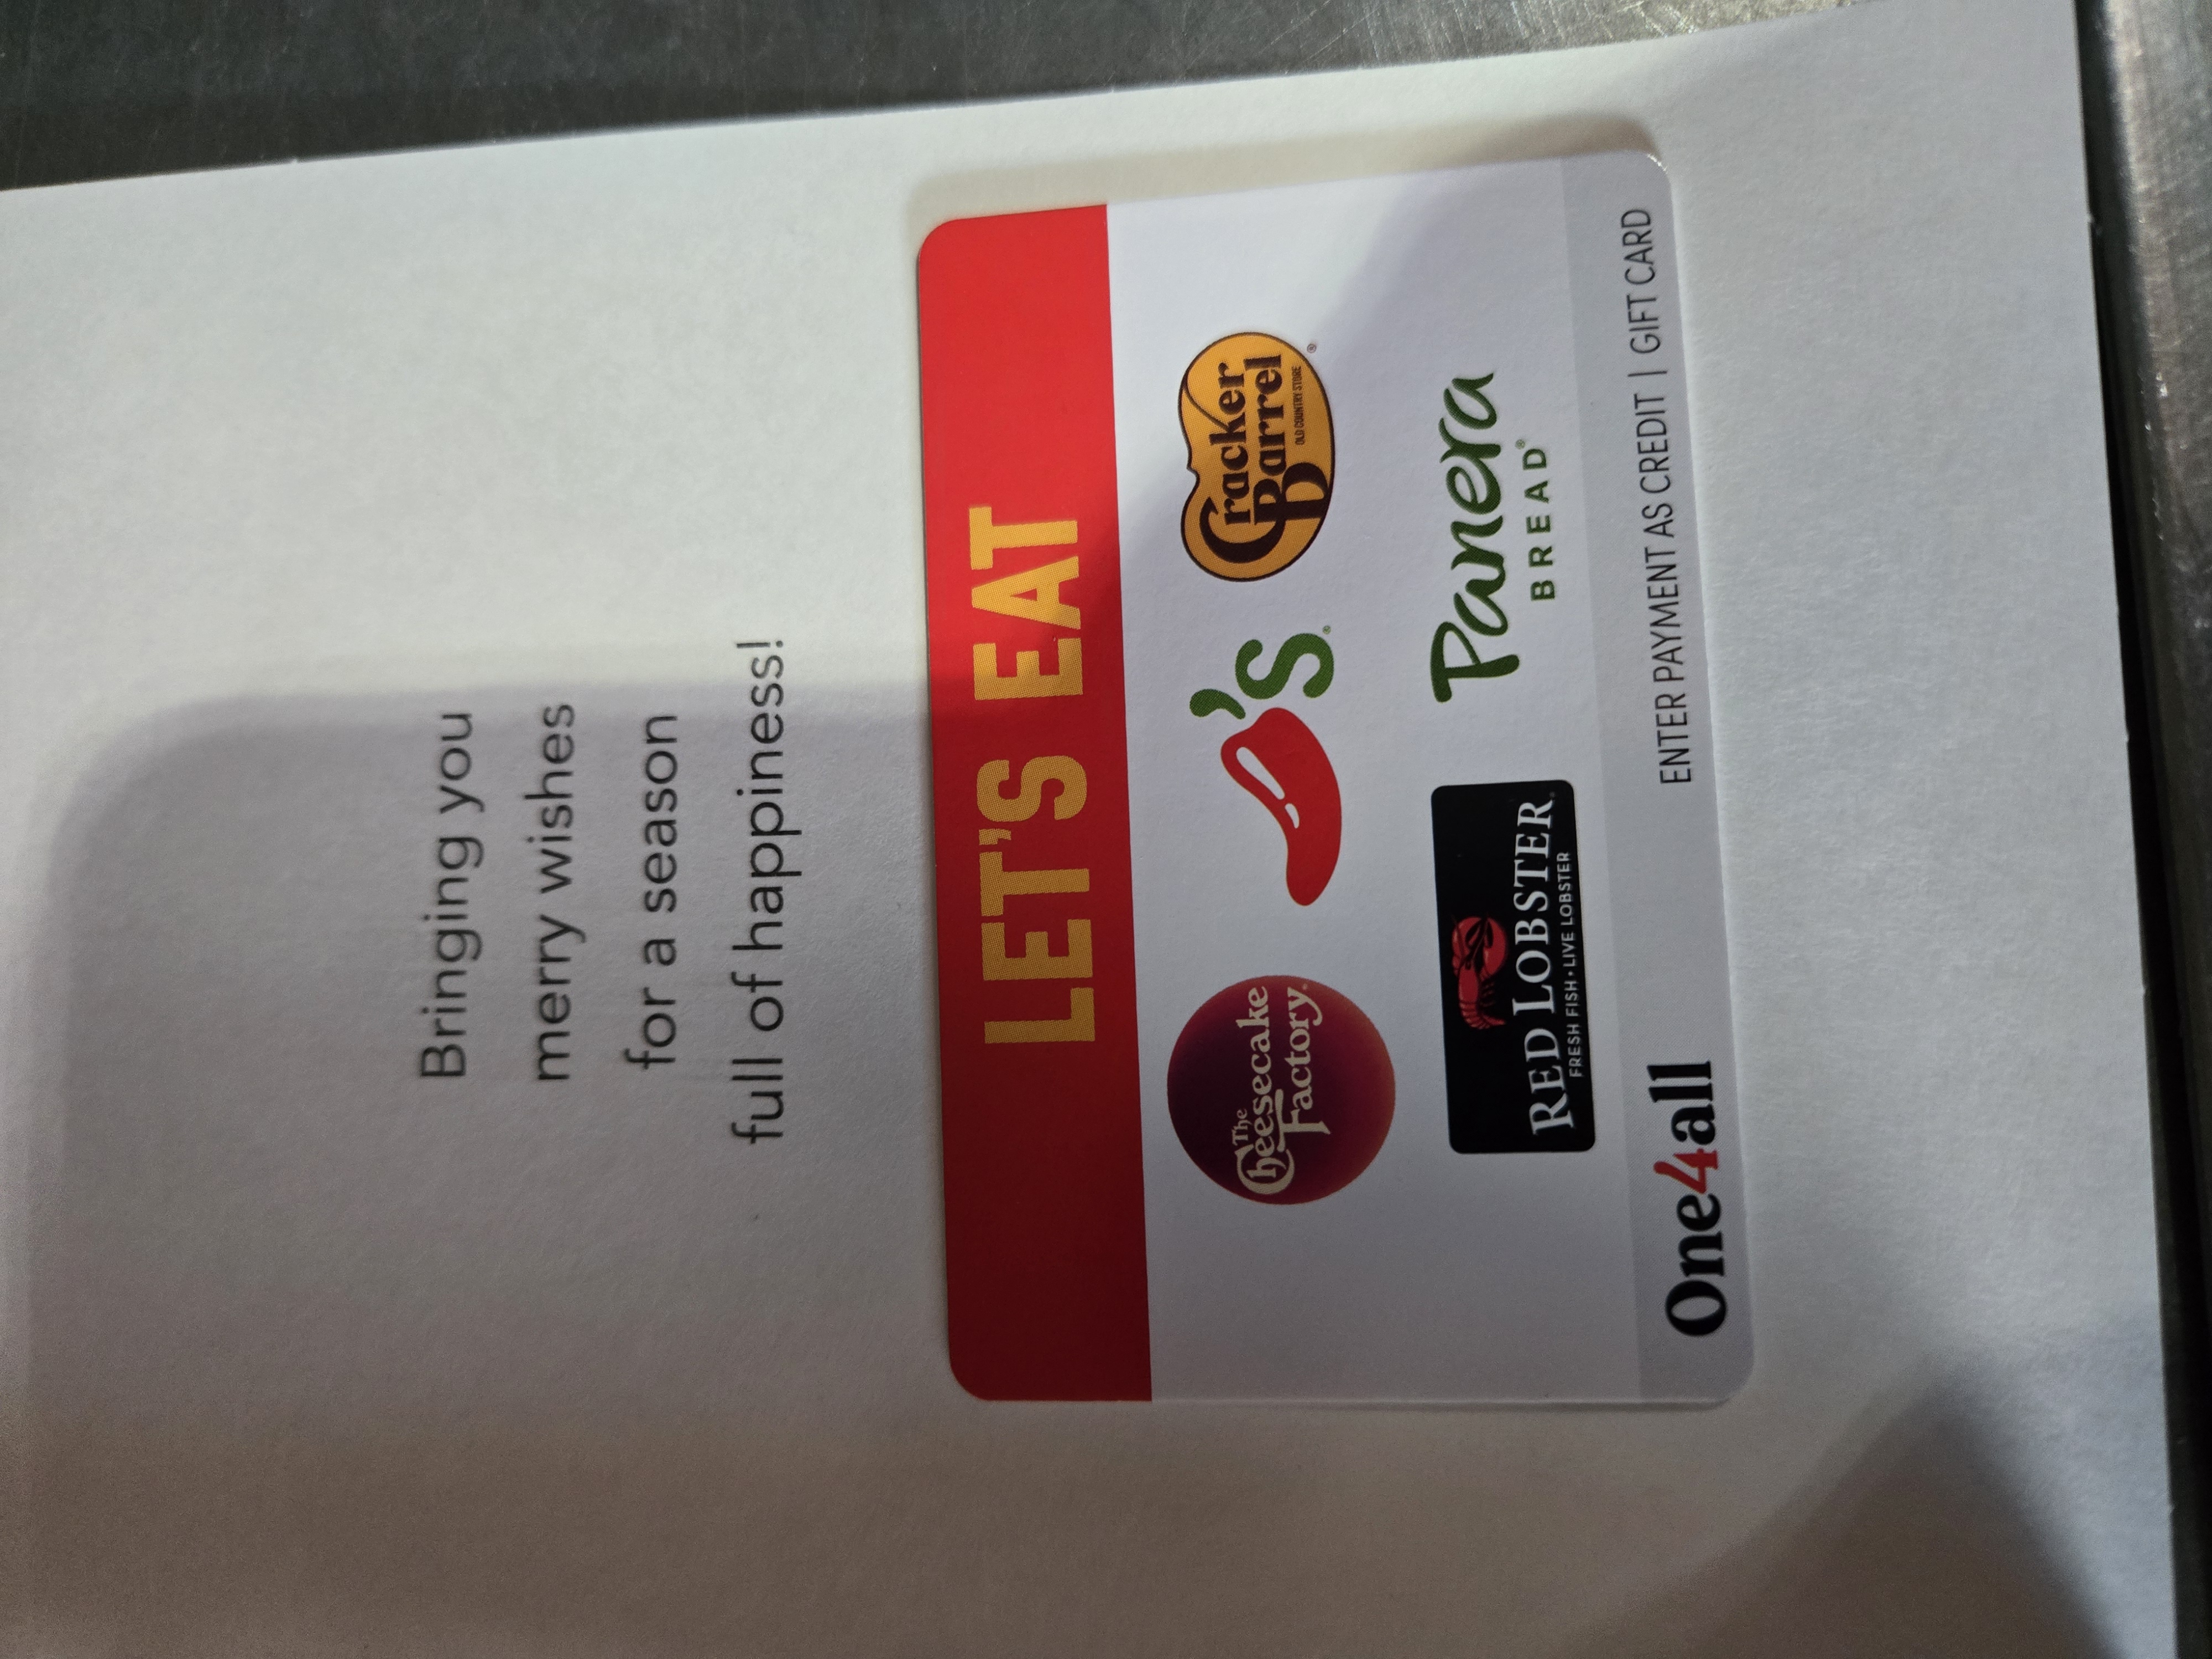 Bringing you
merry wishes
for a season
full of happiness!
LET'S EAT
The
Cheesecake
Factory®
's®
Cracker
Barrel
OLD COUNTRY STORE
®
RED LOBSTER®
FRESH FISH • LIVE LOBSTER
Panera
BREAD®
One4all
ENTER PAYMENT AS CREDIT | GIFT CARD